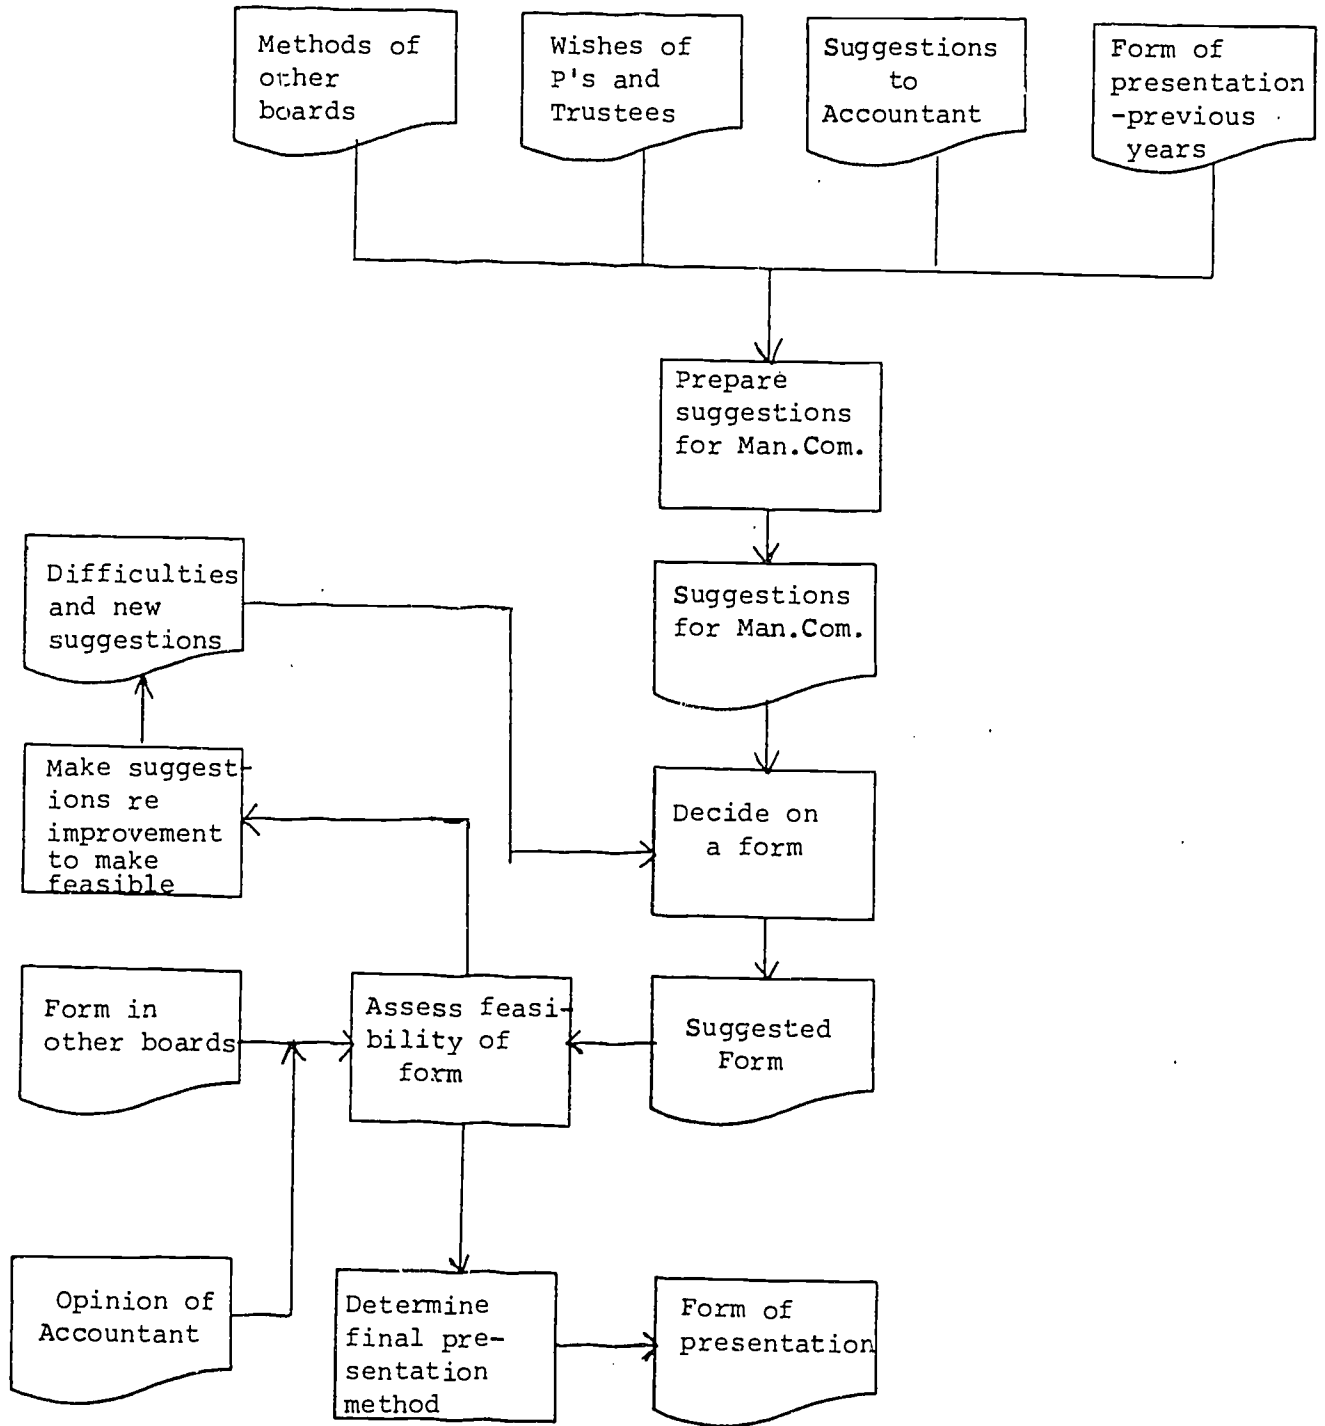 Methods of
other
boards
Wishes of
P's and
Trustees
Suggestions
to
Accountant
Form of
presentation
-previous
years
Prepare
suggestions
for Man.Com.
Suggestions
for Man.Com.
Difficulties
and new
suggestions
Make suggest-
ions re
improvement
to make
feasible
Decide on
a form
Form in
other boards
Assess feasi-
bility of
form
Suggested
Form
Opinion of
Accountant
Determine
final pre-
sentation
method
Form of
presentation